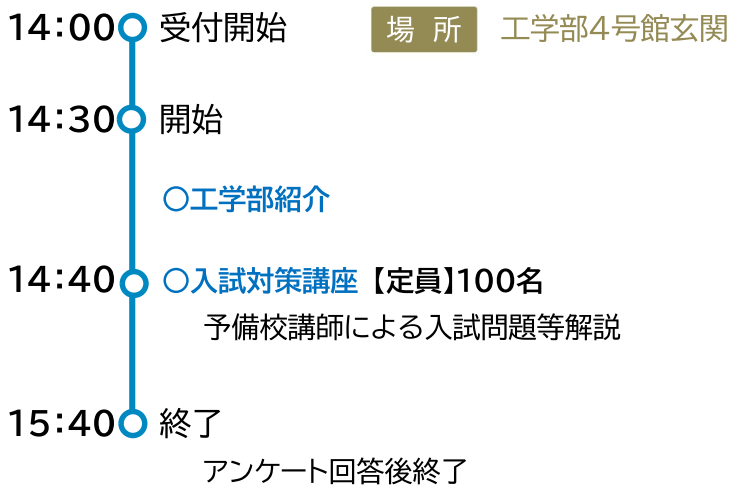 14:00 受付開始 場 所 工学部4号館玄関
14:30 開始
○工学部紹介
14:40 ○入試対策講座【定員】100名
予備校講師による入試問題等解説
15:40 終了
アンケート回答後終了